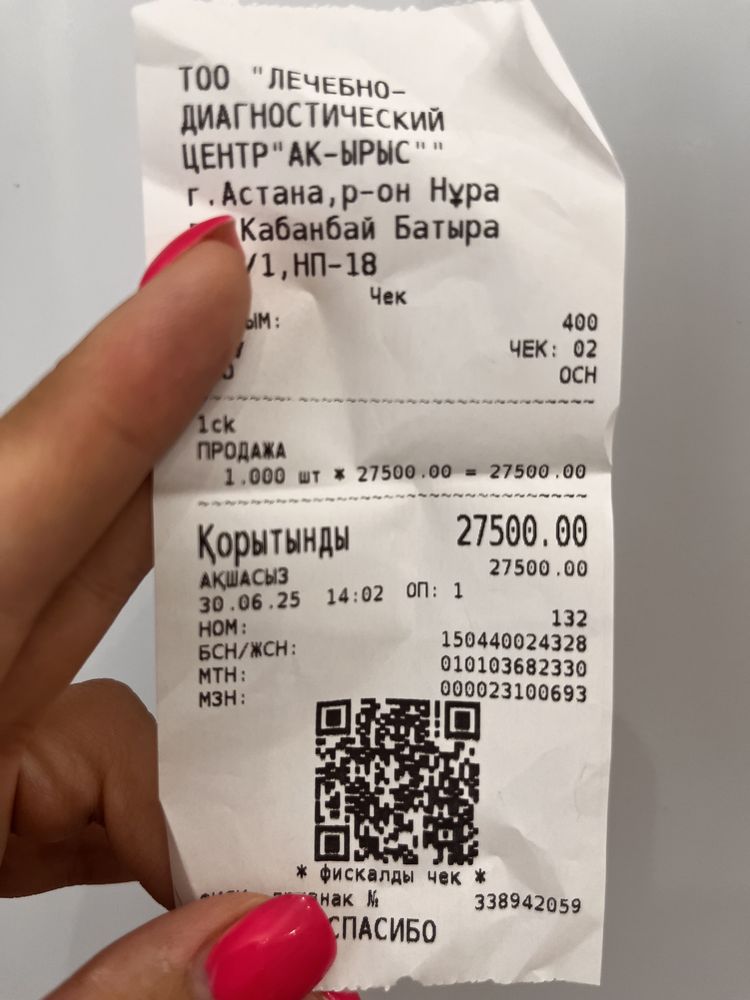 ТОО "ЛЕЧЕБНО-
ДИАГНОСТИЧЕСКИЙ
ЦЕНТР"АК-ЫРЫС""
г.Астана,р-он Нұра
Кабанбай Батыра
/1,НП-18
Чек
400
ЧЕК: 02
ОСН
1ck
ПРОДАЖА
1.000 шт * 27500.00 = 27500.00
Қорытынды 27500.00
АҚШАСЫЗ 27500.00
30.06.25 14:02 ОП: 1
НОМ: 132
БСН/ЖСН: 150440024328
МТН: 010103682330
МЗН: 000023100693
* фискалды чек *
№ 338942059
СПАСИБО